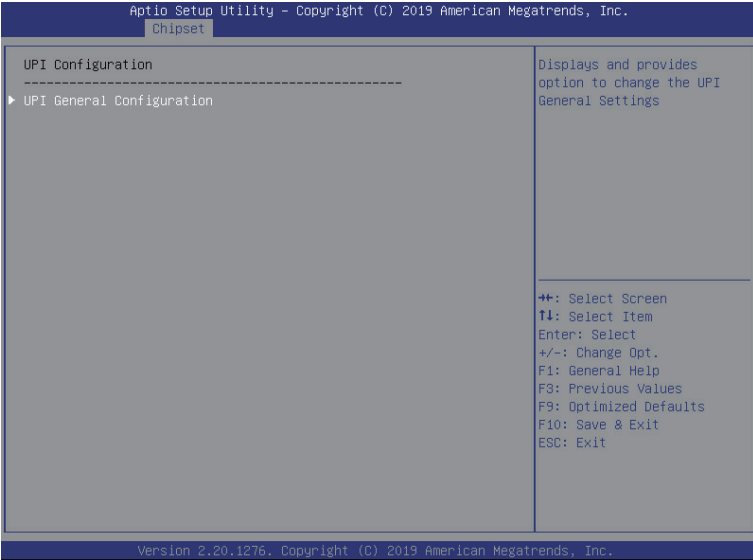 Aptio Setup Utility – Copyright (C) 2019 American Megatrends, Inc.
Chipset
UPI Configuration
------------------------------------------------
▶ UPI General Configuration
Displays and provides
option to change the UPI
General Settings
→←: Select Screen
↑↓: Select Item
Enter: Select
+/-: Change Opt.
F1: General Help
F3: Previous Values
F9: Optimized Defaults
F10: Save & Exit
ESC: Exit
Version 2.20.1276. Copyright (C) 2019 American Megatrends, Inc.